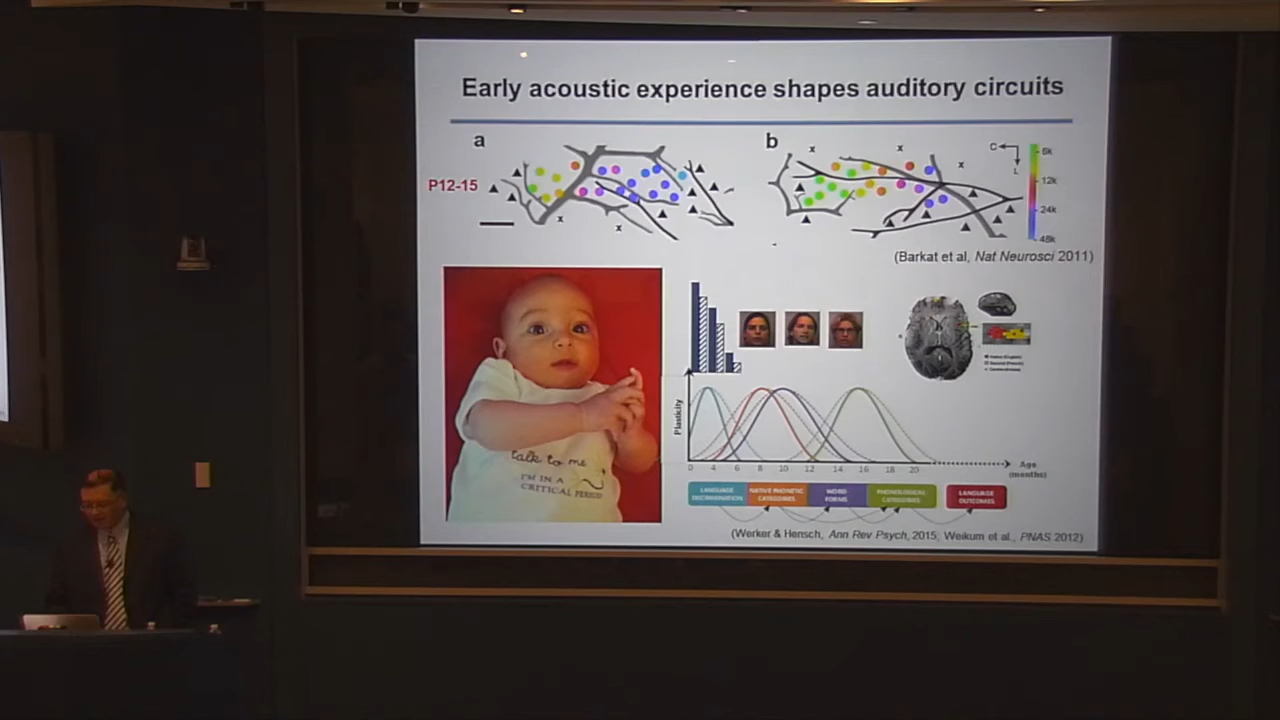 Early acoustic experience shapes auditory circuits
a
b
P12-15
x
x
x
x
x
C
L
6k
12k
24k
48k
(Barkat et al, Nat Neurosci 2011)
talk to me
I'M IN A
CRITICAL PERIOD
Plasticity
0 4 6 8 10 12 14 16 18 20
Age
(months)
LANGUAGE
DISCRIMINATION
NATIVE PHONETIC
CATEGORIES
WORD
FORMS
PHONOLOGICAL
CATEGORIES
LANGUAGE
OUTCOMES
(Werker & Hensch, Ann Rev Psych, 2015, Weikum et al., PNAS 2012)